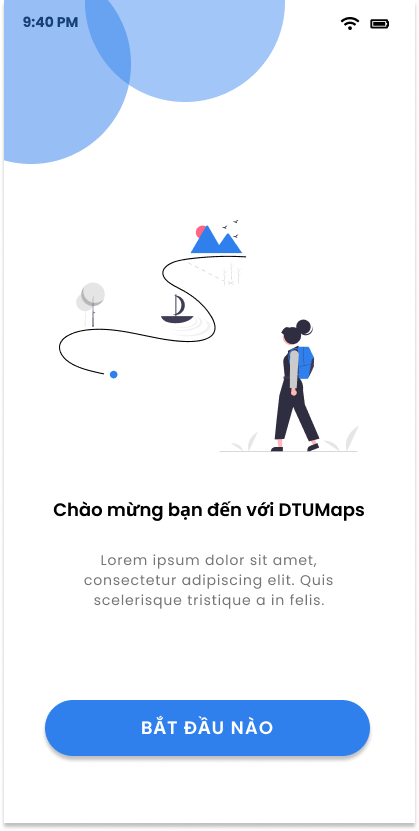 9:40 PM
Chào mừng bạn đến với DTUMaps
Lorem ipsum dolor sit amet,
consectetur adipiscing elit. Quis
scelerisque tristique a in felis.
BẮT ĐẦU NÀO